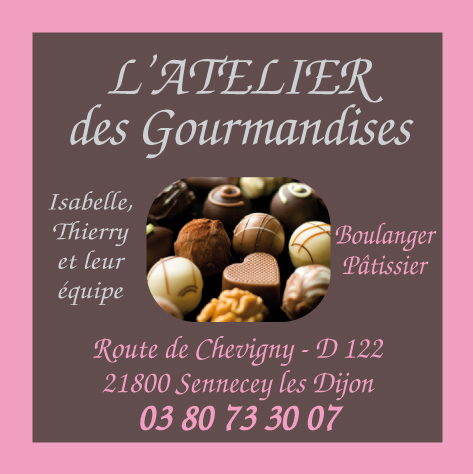 L'ATELIER
des Gourmandises
Isabelle,
Thierry
et leur
équipe
Boulanger
Pâtissier
Route de Chevigny - D 122
21800 Sennecey les Dijon
03 80 73 30 07